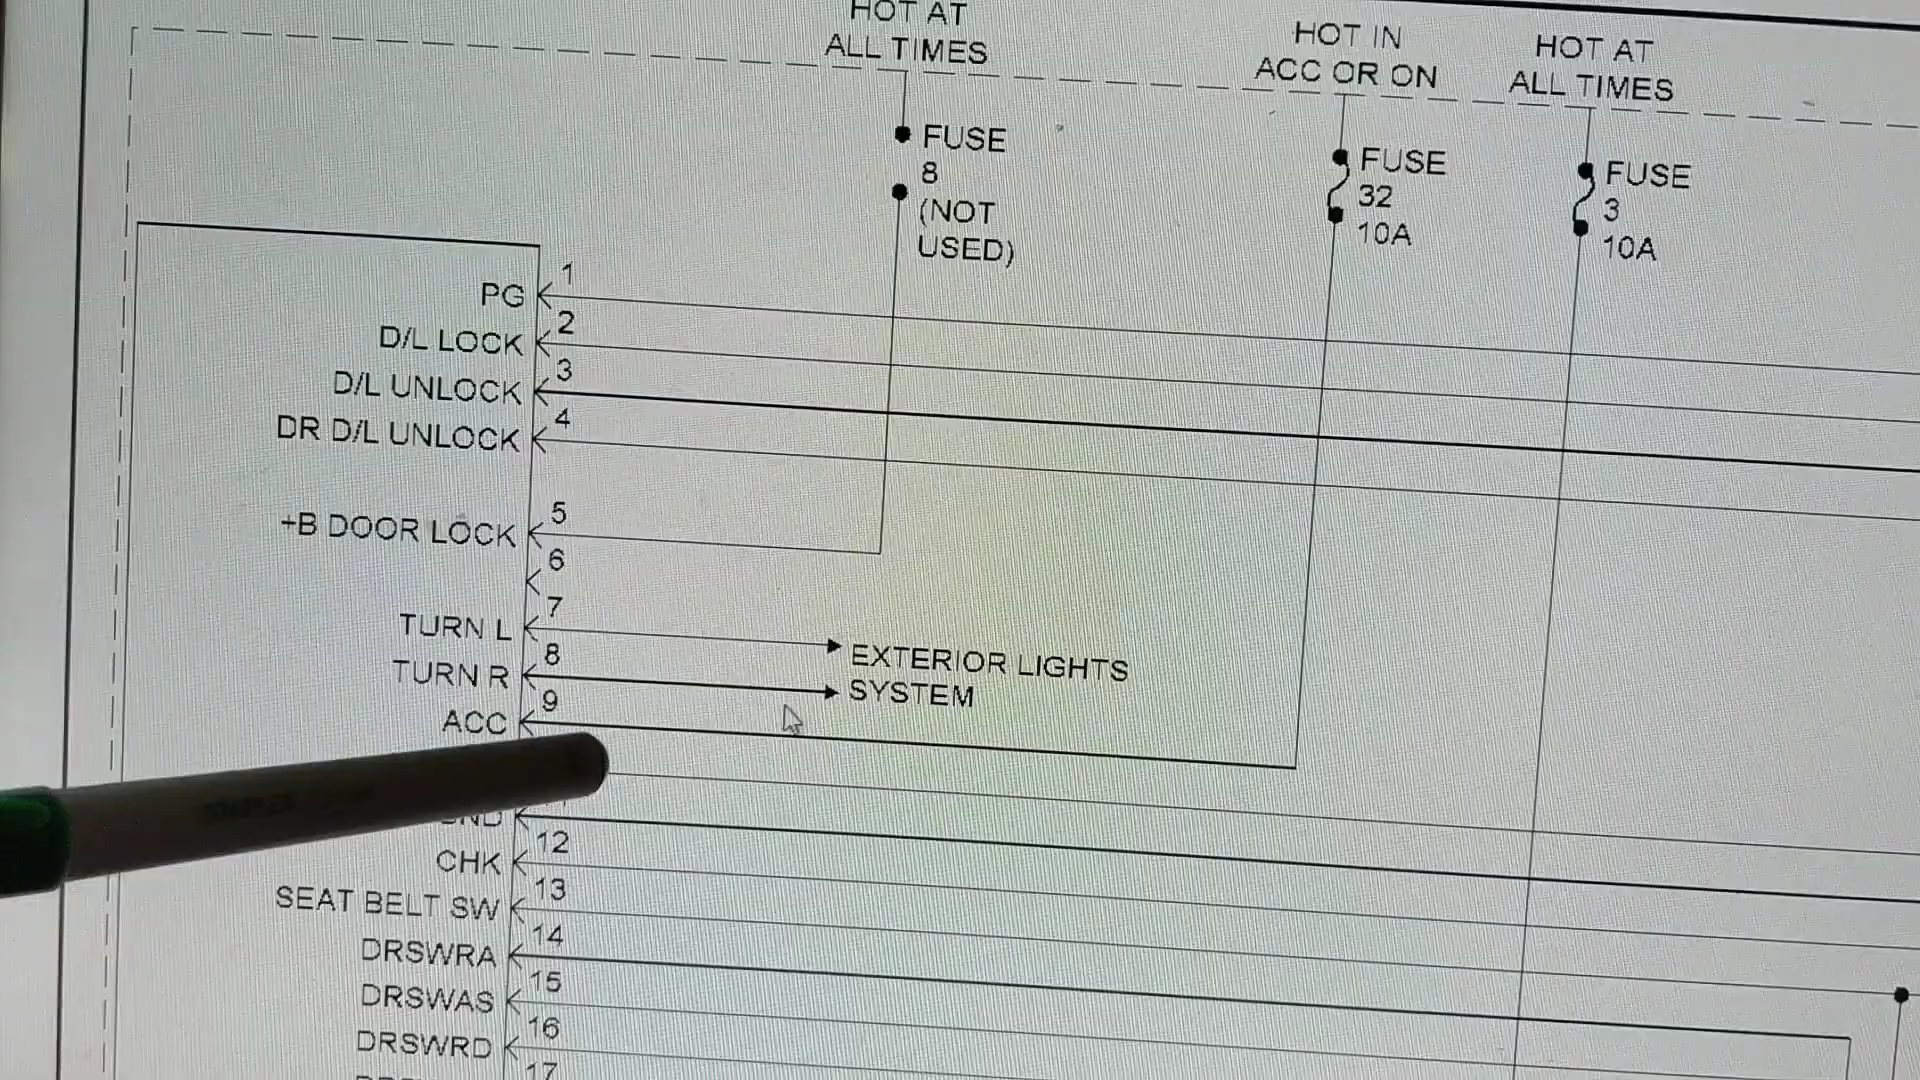 HOT AT
ALL TIMES
HOT IN
ACC OR ON
HOT AT
ALL TIMES
FUSE
8
(NOT
USED)
FUSE
32
10A
FUSE
3
10A
PG 1
D/L LOCK 2
D/L UNLOCK 3
DR D/L UNLOCK 4
+B DOOR LOCK 5
6
TURN L 7
TURN R 8
EXTERIOR LIGHTS
SYSTEM
ACC 9
CHK 12
SEAT BELT SW 13
DRSWRA 14
DRSWAS 15
DRSWRD 16
17